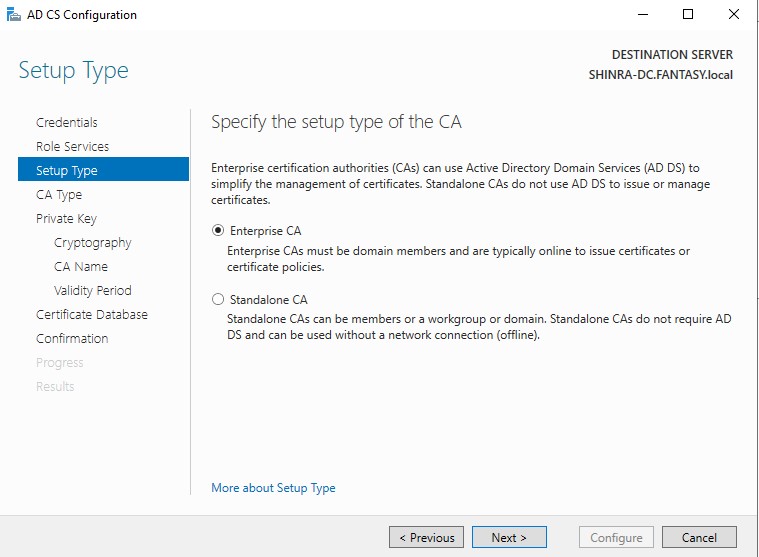 AD CS Configuration
DESTINATION SERVER
SHINRA-DC.FANTASY.local
Setup Type
Credentials
Role Services
Setup Type
CA Type
Private Key
Cryptography
CA Name
Validity Period
Certificate Database
Confirmation
Progress
Results
Specify the setup type of the CA
Enterprise certification authorities (CAs) can use Active Directory Domain Services (AD DS) to
simplify the management of certificates. Standalone CAs do not use AD DS to issue or manage
certificates.
Enterprise CA
Enterprise CAs must be domain members and are typically online to issue certificates or
certificate policies.
Standalone CA
Standalone CAs can be members or a workgroup or domain. Standalone CAs do not require AD
DS and can be used without a network connection (offline).
More about Setup Type
< Previous
Next >
Configure
Cancel